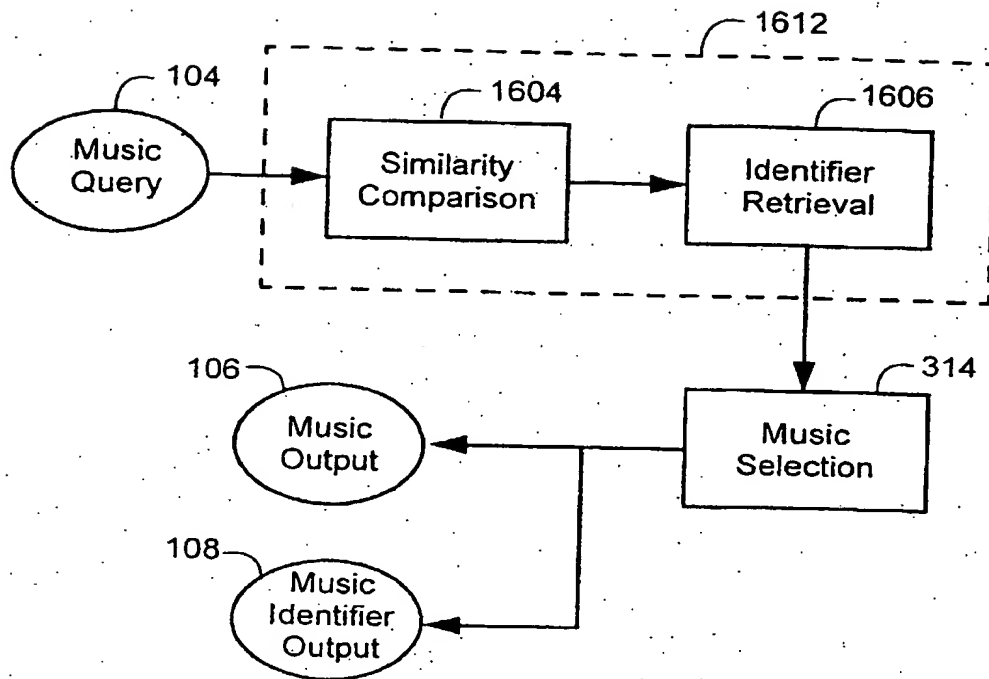 1612
104
1604
1606
Music
Query
Similarity
Comparison
Identifier
Retrieval
106
314
Music
Output
Music
Selection
108
Music
Identifier
Output